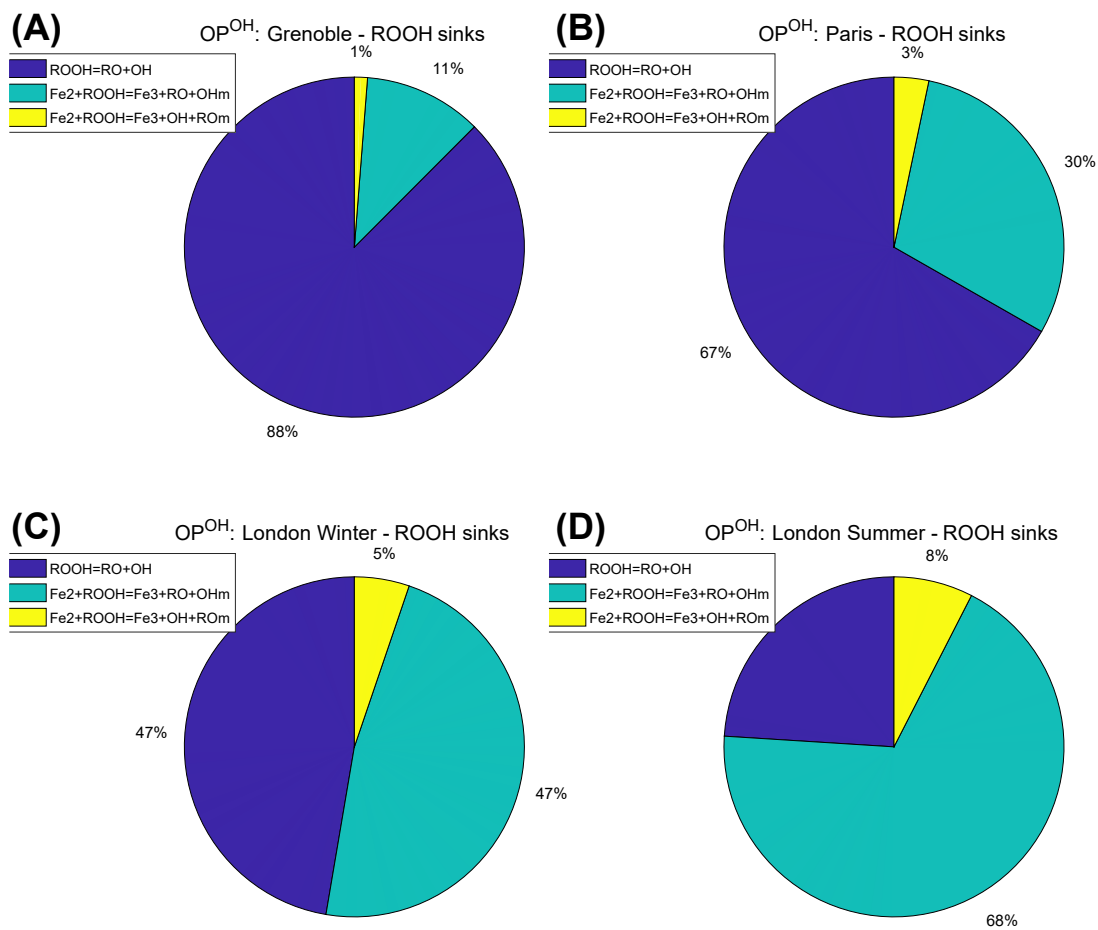 (A)
OP^OH: Grenoble - ROOH sinks
1%
11%
ROOH=RO+OH
Fe2+ROOH=Fe3+RO+OHm
Fe2+ROOH=Fe3+OH+ROm
88%
(B)
OP^OH: Paris - ROOH sinks
3%
ROOH=RO+OH
Fe2+ROOH=Fe3+RO+OHm
Fe2+ROOH=Fe3+OH+ROm
30%
67%
(C)
OP^OH: London Winter - ROOH sinks
5%
ROOH=RO+OH
Fe2+ROOH=Fe3+RO+OHm
Fe2+ROOH=Fe3+OH+ROm
47%
47%
(D)
OP^OH: London Summer - ROOH sinks
8%
ROOH=RO+OH
Fe2+ROOH=Fe3+RO+OHm
Fe2+ROOH=Fe3+OH+ROm
68%